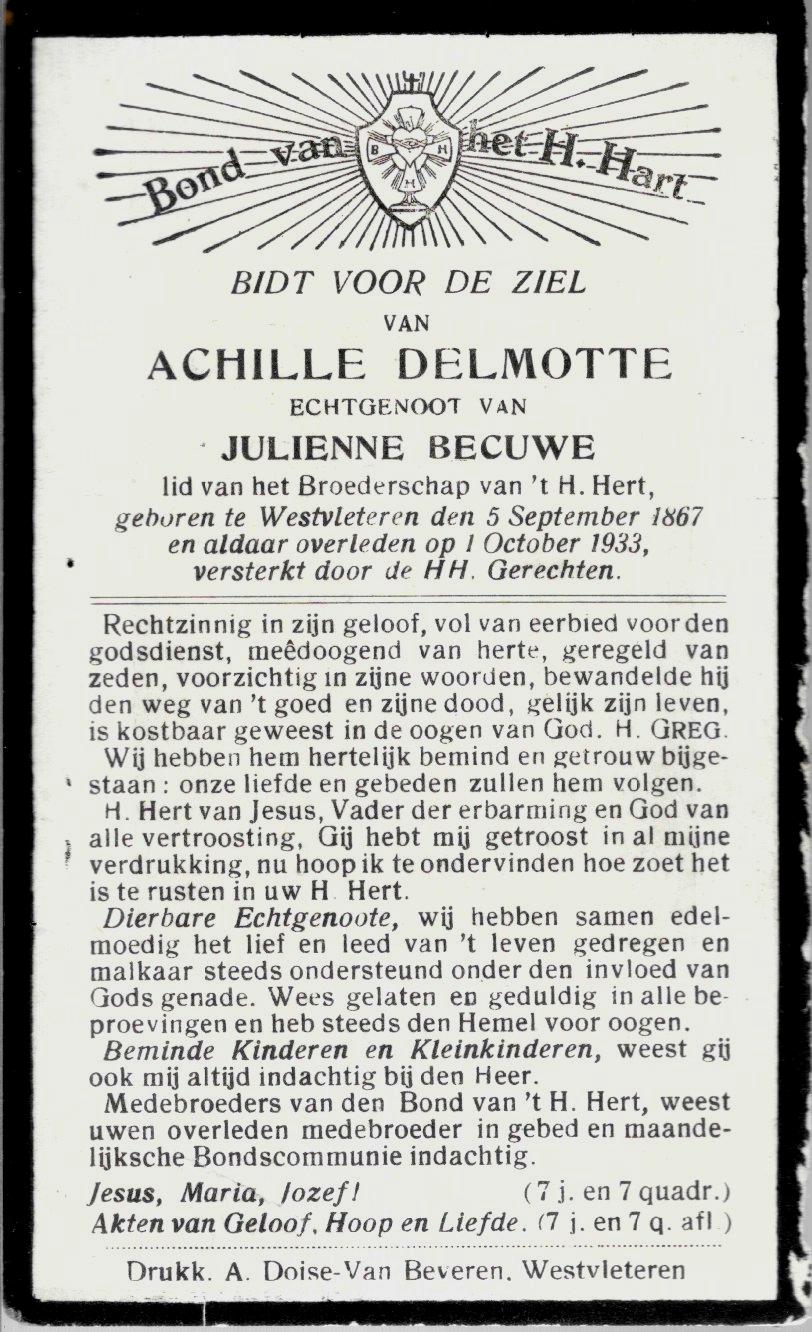 Bond van het H. Hart
B H
H
BIDT VOOR DE ZIEL
VAN
ACHILLE DELMOTTE
ECHTGENOOT VAN
JULIENNE BECUWE
lid van het Broederschap van 't H. Hert,
geboren te Westvleteren den 5 September 1867
en aldaar overleden op 1 October 1933,
versterkt door de HH. Gerechten.
Rechtzinnig in zijn geloof, vol van eerbied voor den
godsdienst, meêdoogend van herte, geregeld van
zeden, voorzichtig in zijne woorden, bewandelde hij
den weg van 't goed en zijne dood, gelijk zijn leven,
is kostbaar geweest in de oogen van God. H. GREG.
Wij hebben hem hertelijk bemind en getrouw bijge-
staan : onze liefde en gebeden zullen hem volgen.
H. Hert van Jesus, Vader der erbarming en God van
alle vertroosting, Gij hebt mij getroost in al mijne
verdrukking, nu hoop ik te ondervinden hoe zoet het
is te rusten in uw H. Hert.
Dierbare Echtgenoote, wij hebben samen edel-
moedig het lief en leed van 't leven gedregen en
malkaar steeds ondersteund onder den invloed van
Gods genade. Wees gelaten en geduldig in alle be-
proevingen en heb steeds den Hemel voor oogen.
Beminde Kinderen en Kleinkinderen, weest gij
ook mij altijd indachtig bij den Heer.
Medebroeders van den Bond van 't H. Hert, weest
uwen overleden medebroeder in gebed en maande-
lijksche Bondscommunie indachtig.
Jesus, Maria, Jozef! (7 j. en 7 quadr.)
Akten van Geloof, Hoop en Liefde. (7 j. en 7 q. afl.)
Drukk. A. Doise-Van Beveren. Westvleteren